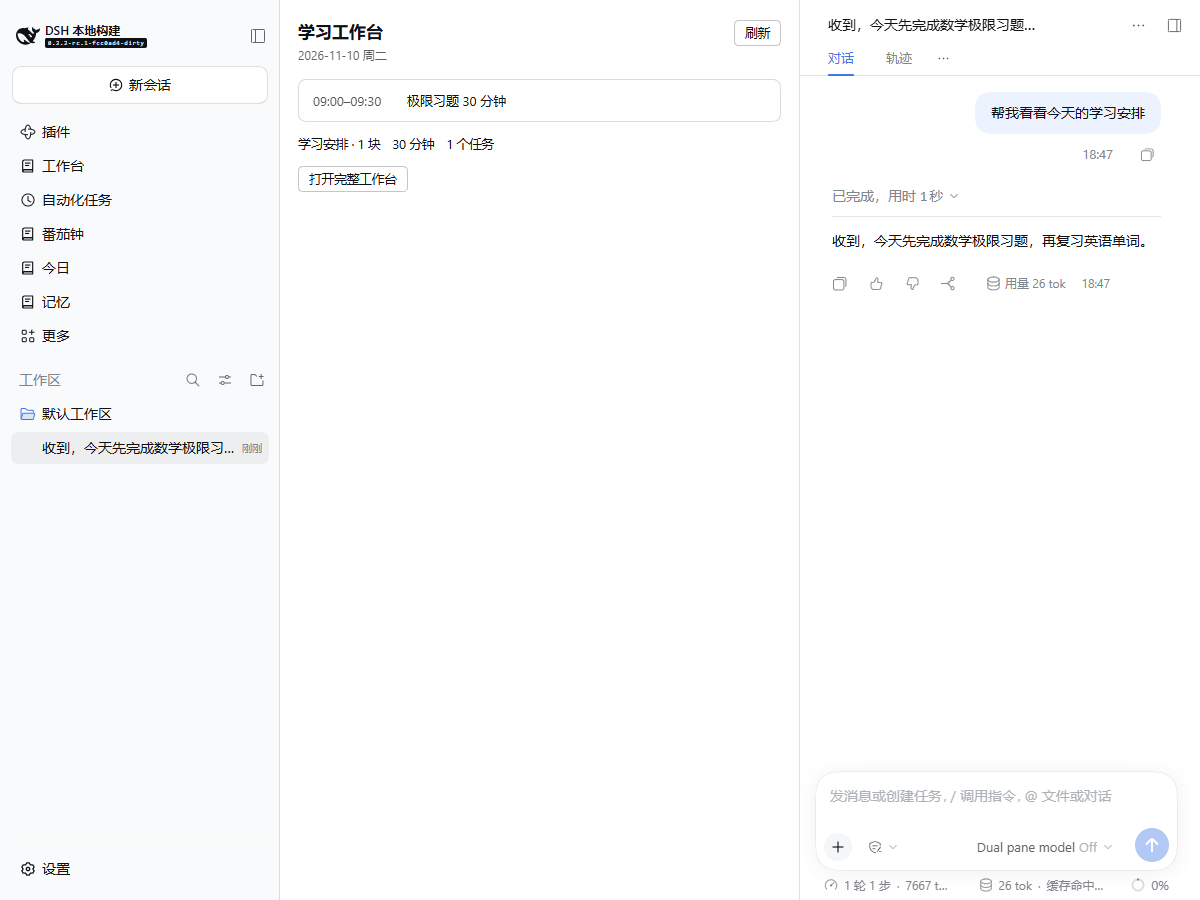 DSH 本地构建
0.3.2-rc.1-fcc0ad4-dirty
新会话
插件
工作台
自动化任务
番茄钟
今日
记忆
更多
工作区
默认工作区
收到，今天先完成数学极限习... 刚刚
设置
学习工作台
刷新
2026-11-10 周二
09:00–09:30 极限习题 30 分钟
学习安排 · 1 块 30 分钟 1 个任务
打开完整工作台
收到，今天先完成数学极限习题...
对话 轨迹
帮我看看今天的学习安排
18:47
已完成，用时 1 秒
收到，今天先完成数学极限习题，再复习英语单词。
用量 26 tok 18:47
发消息或创建任务, / 调用指令, @ 文件或对话
Dual pane model Off
1 轮 1 步 · 7667 t... 26 tok · 缓存命中... 0%